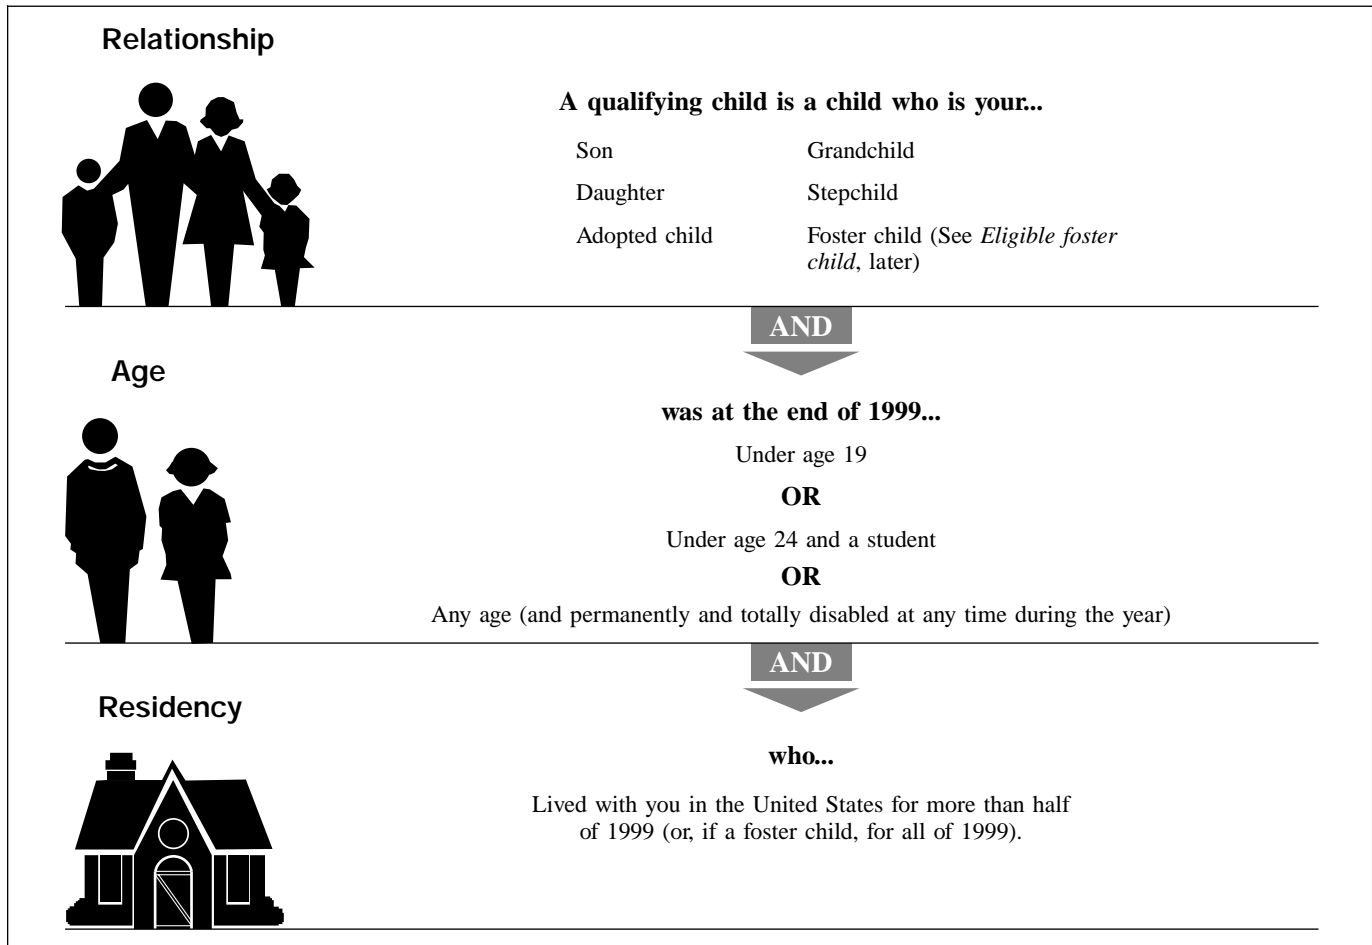 Relationship
A qualifying child is a child who is your...
Son Grandchild
Daughter Stepchild
Adopted child Foster child (See Eligible foster
child, later)
AND
Age
was at the end of 1999...
Under age 19
OR
Under age 24 and a student
OR
Any age (and permanently and totally disabled at any time during the year)
AND
Residency
who...
Lived with you in the United States for more than half
of 1999 (or, if a foster child, for all of 1999).